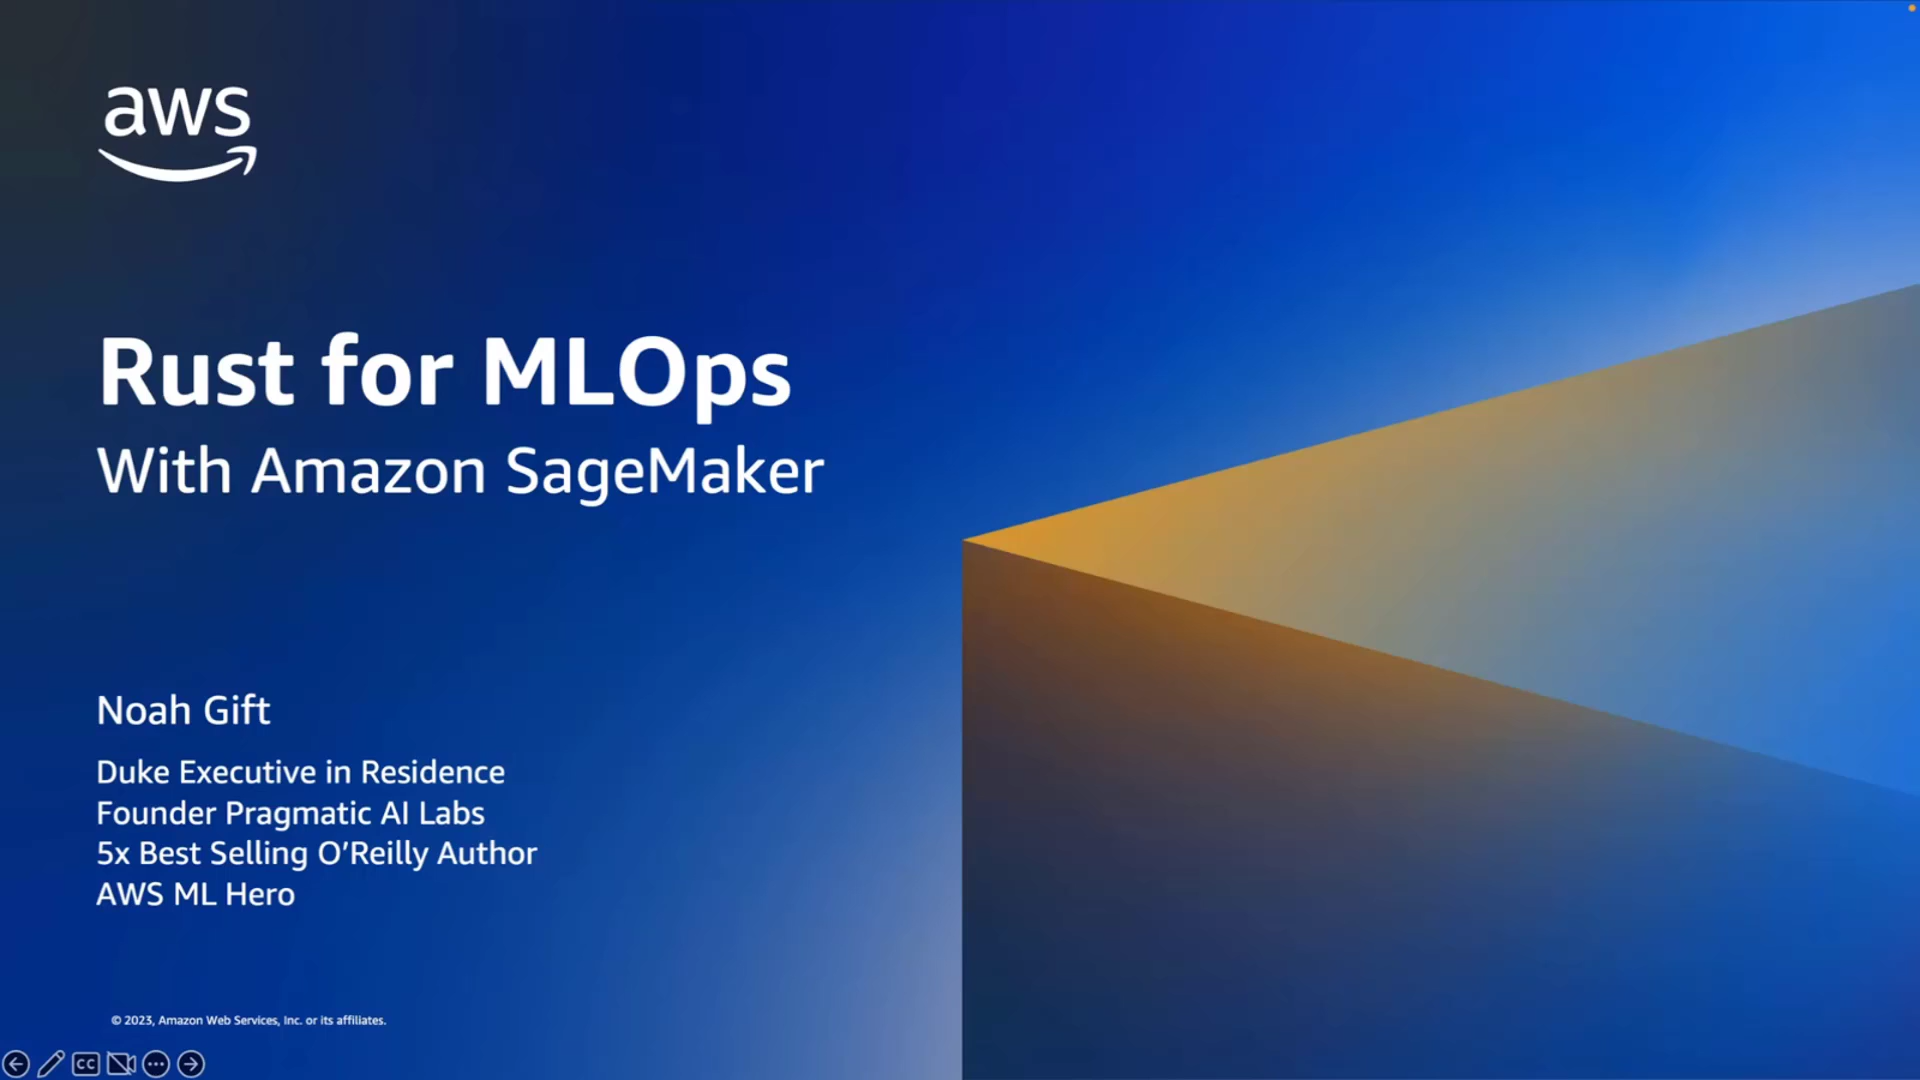 aws
Rust for MLOps
With Amazon SageMaker
Noah Gift
Duke Executive in Residence
Founder Pragmatic AI Labs
5x Best Selling O’Reilly Author
AWS ML Hero
© 2023, Amazon Web Services, Inc. or its affiliates.
CC